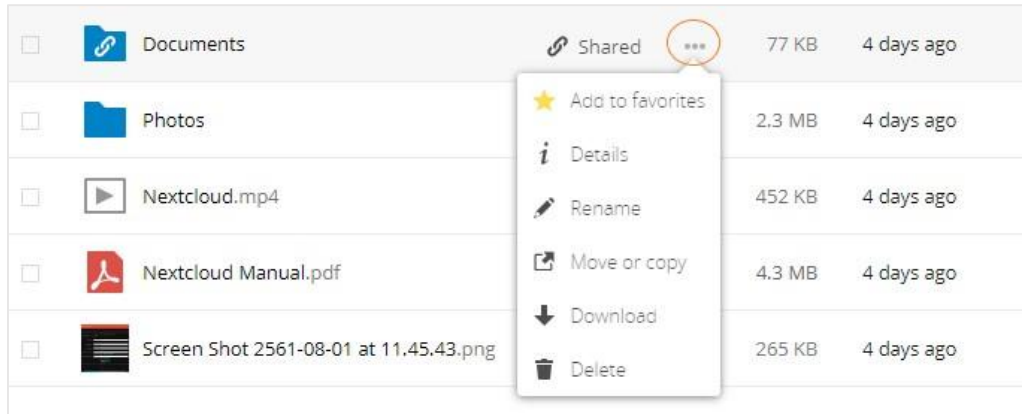 Documents Shared ... 77 KB 4 days ago
Add to favorites
Photos 2.3 MB 4 days ago
Details
Nextcloud.mp4 452 KB 4 days ago
Rename
Move or copy
Nextcloud Manual.pdf 4.3 MB 4 days ago
Download
Screen Shot 2561-08-01 at 11.45.43.png 265 KB 4 days ago
Delete